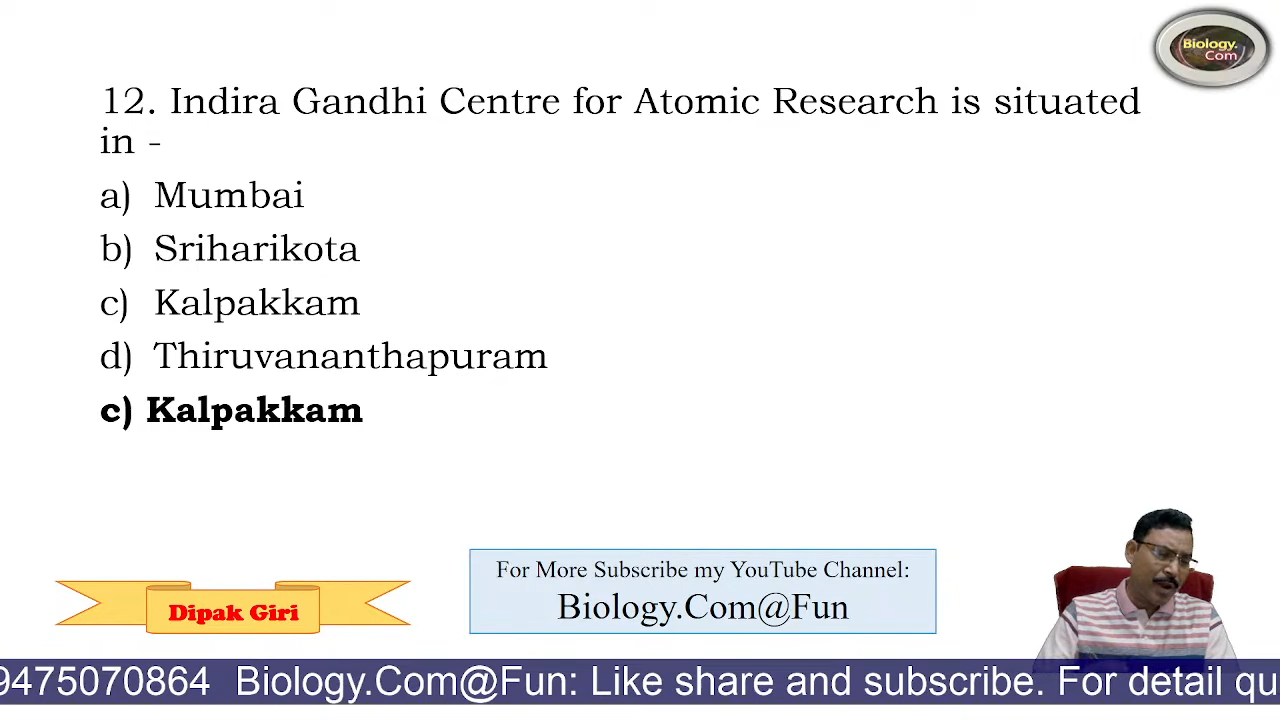 Biology.
Com
12. Indira Gandhi Centre for Atomic Research is situated
in -
a) Mumbai
b) Sriharikota
c) Kalpakkam
d) Thiruvananthapuram
c) Kalpakkam
For More Subscribe my YouTube Channel:
Biology.Com@Fun
Dipak Giri
9475070864 Biology.Com@Fun: Like share and subscribe. For detail qu